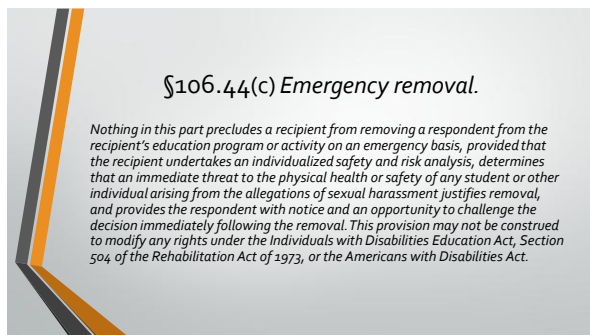 §106.44(c) Emergency removal.
Nothing in this part precludes a recipient from removing a respondent from the
recipient's education program or activity on an emergency basis, provided that
the recipient undertakes an individualized safety and risk analysis, determines
that an immediate threat to the physical health or safety of any student or other
individual arising from the allegations of sexual harassment justifies removal,
and provides the respondent with notice and an opportunity to challenge the
decision immediately following the removal. This provision may not be construed
to modify any rights under the Individuals with Disabilities Education Act, Section
504 of the Rehabilitation Act of 1973, or the Americans with Disabilities Act.